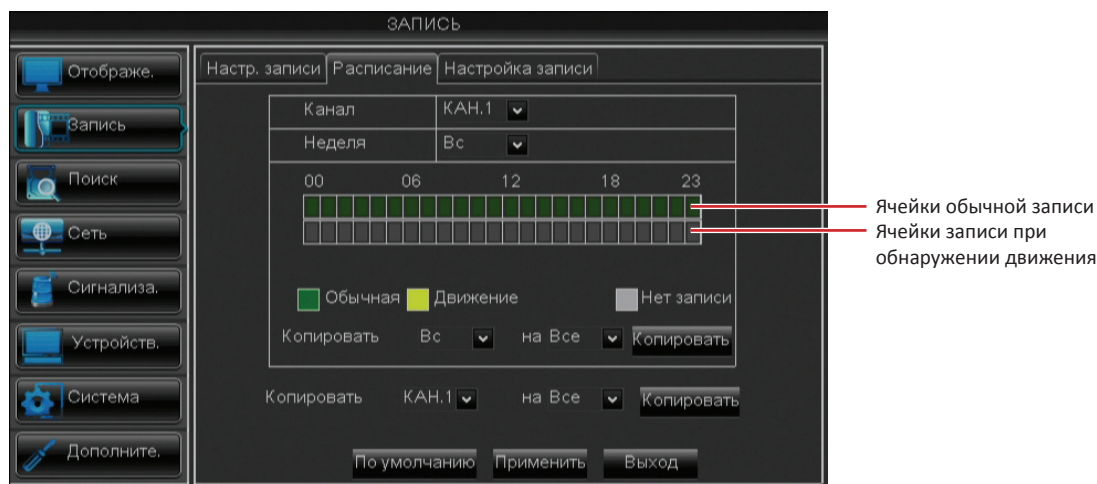 ЗАПИСЬ
Отображе.
Запись
Поиск
Сеть
Сигнализа.
Устройств.
Система
Дополните.
Настр. записи Расписание Настройка записи
Канал КАН.1
Неделя Вс
00 06 12 18 23
Обычная Движение Нет записи
Копировать Вс на Все Копировать
Копировать КАН.1 на Все Копировать
По умолчанию Применить Выход
Ячейки обычной записи
Ячейки записи при
обнаружении движения